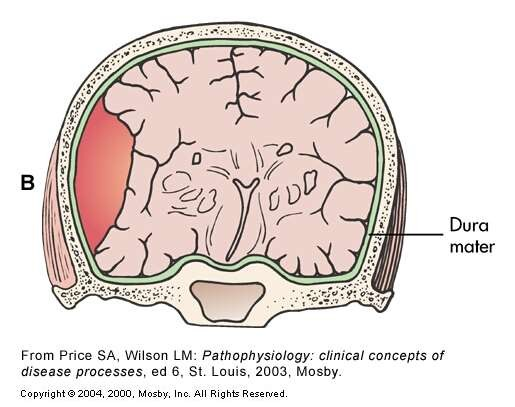 B
Dura
mater
From Price SA, Wilson LM: Pathophysiology: clinical concepts of
disease processes, ed 6, St. Louis, 2003, Mosby.
Copyright © 2004, 2000, Mosby, Inc. All Rights Reserved.